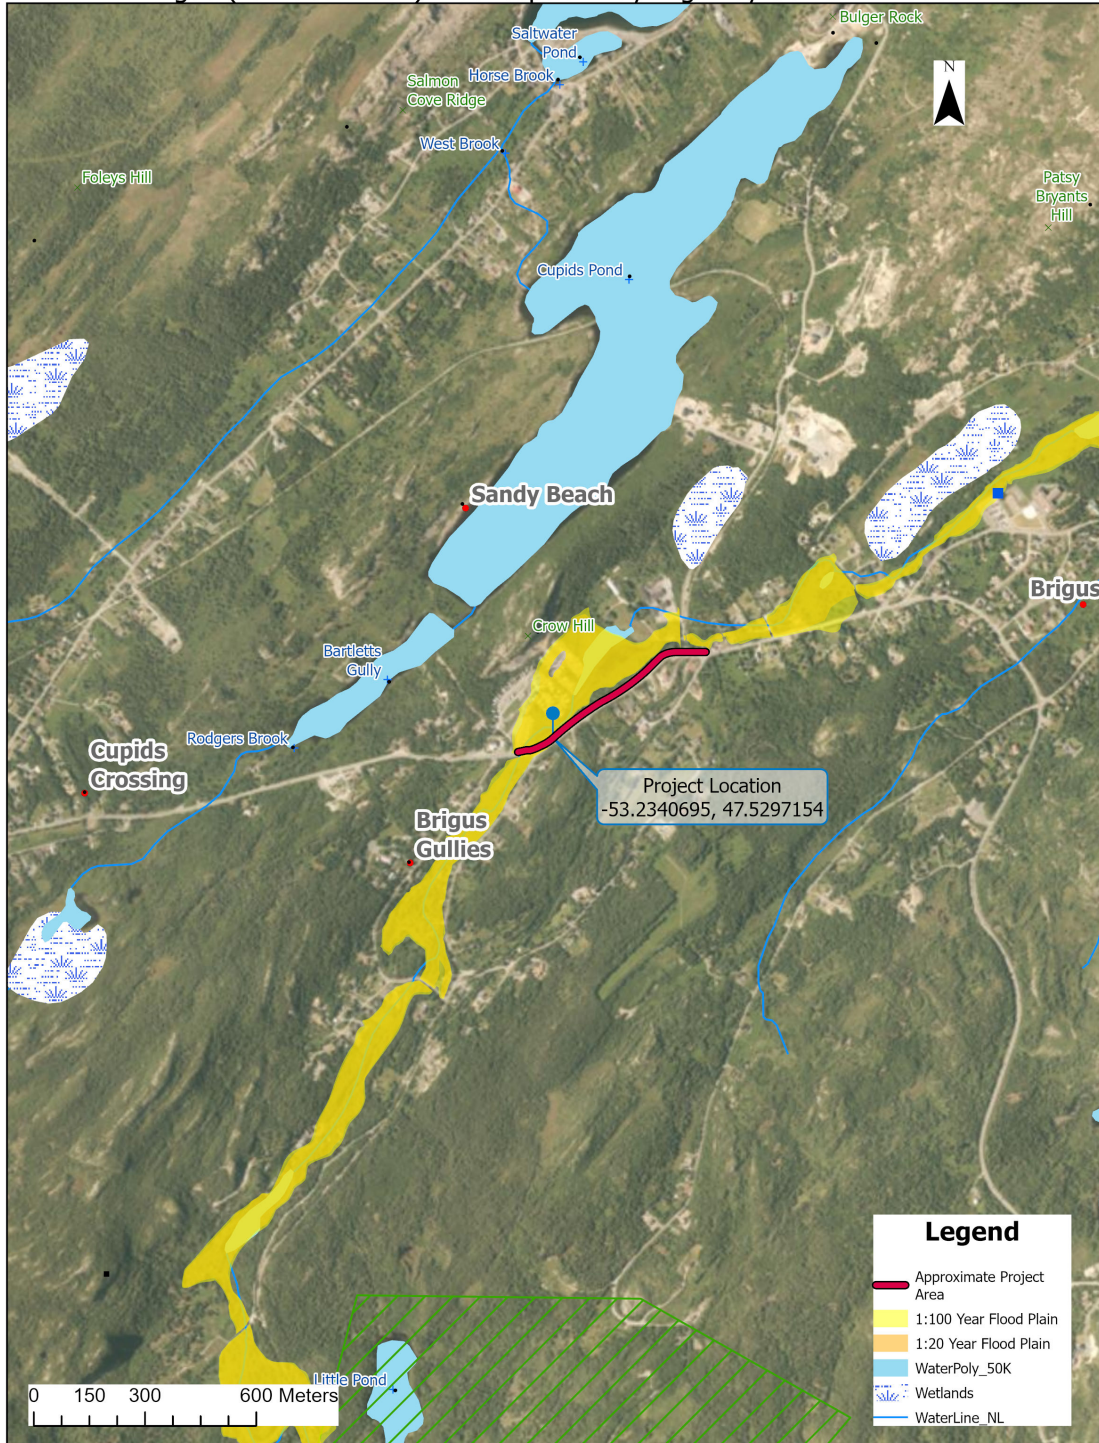 Bulger Rock
Saltwater
Pond
Horse Brook
Salmon
Cove Ridge
N
West Brook
Foleys Hill
Patsy
Bryants
Hill
Cupids Pond
Sandy Beach
Brigus
Crow Hill
Bartletts
Gully
Rodgers Brook
Cupids
Crossing
Project Location
-53.2340695, 47.5297154
Brigus
Gullies
Legend
Approximate Project
Area
1:100 Year Flood Plain
1:20 Year Flood Plain
WaterPoly_50K
Wetlands
WaterLine_NL
Little Pond
0 150 300 600 Meters